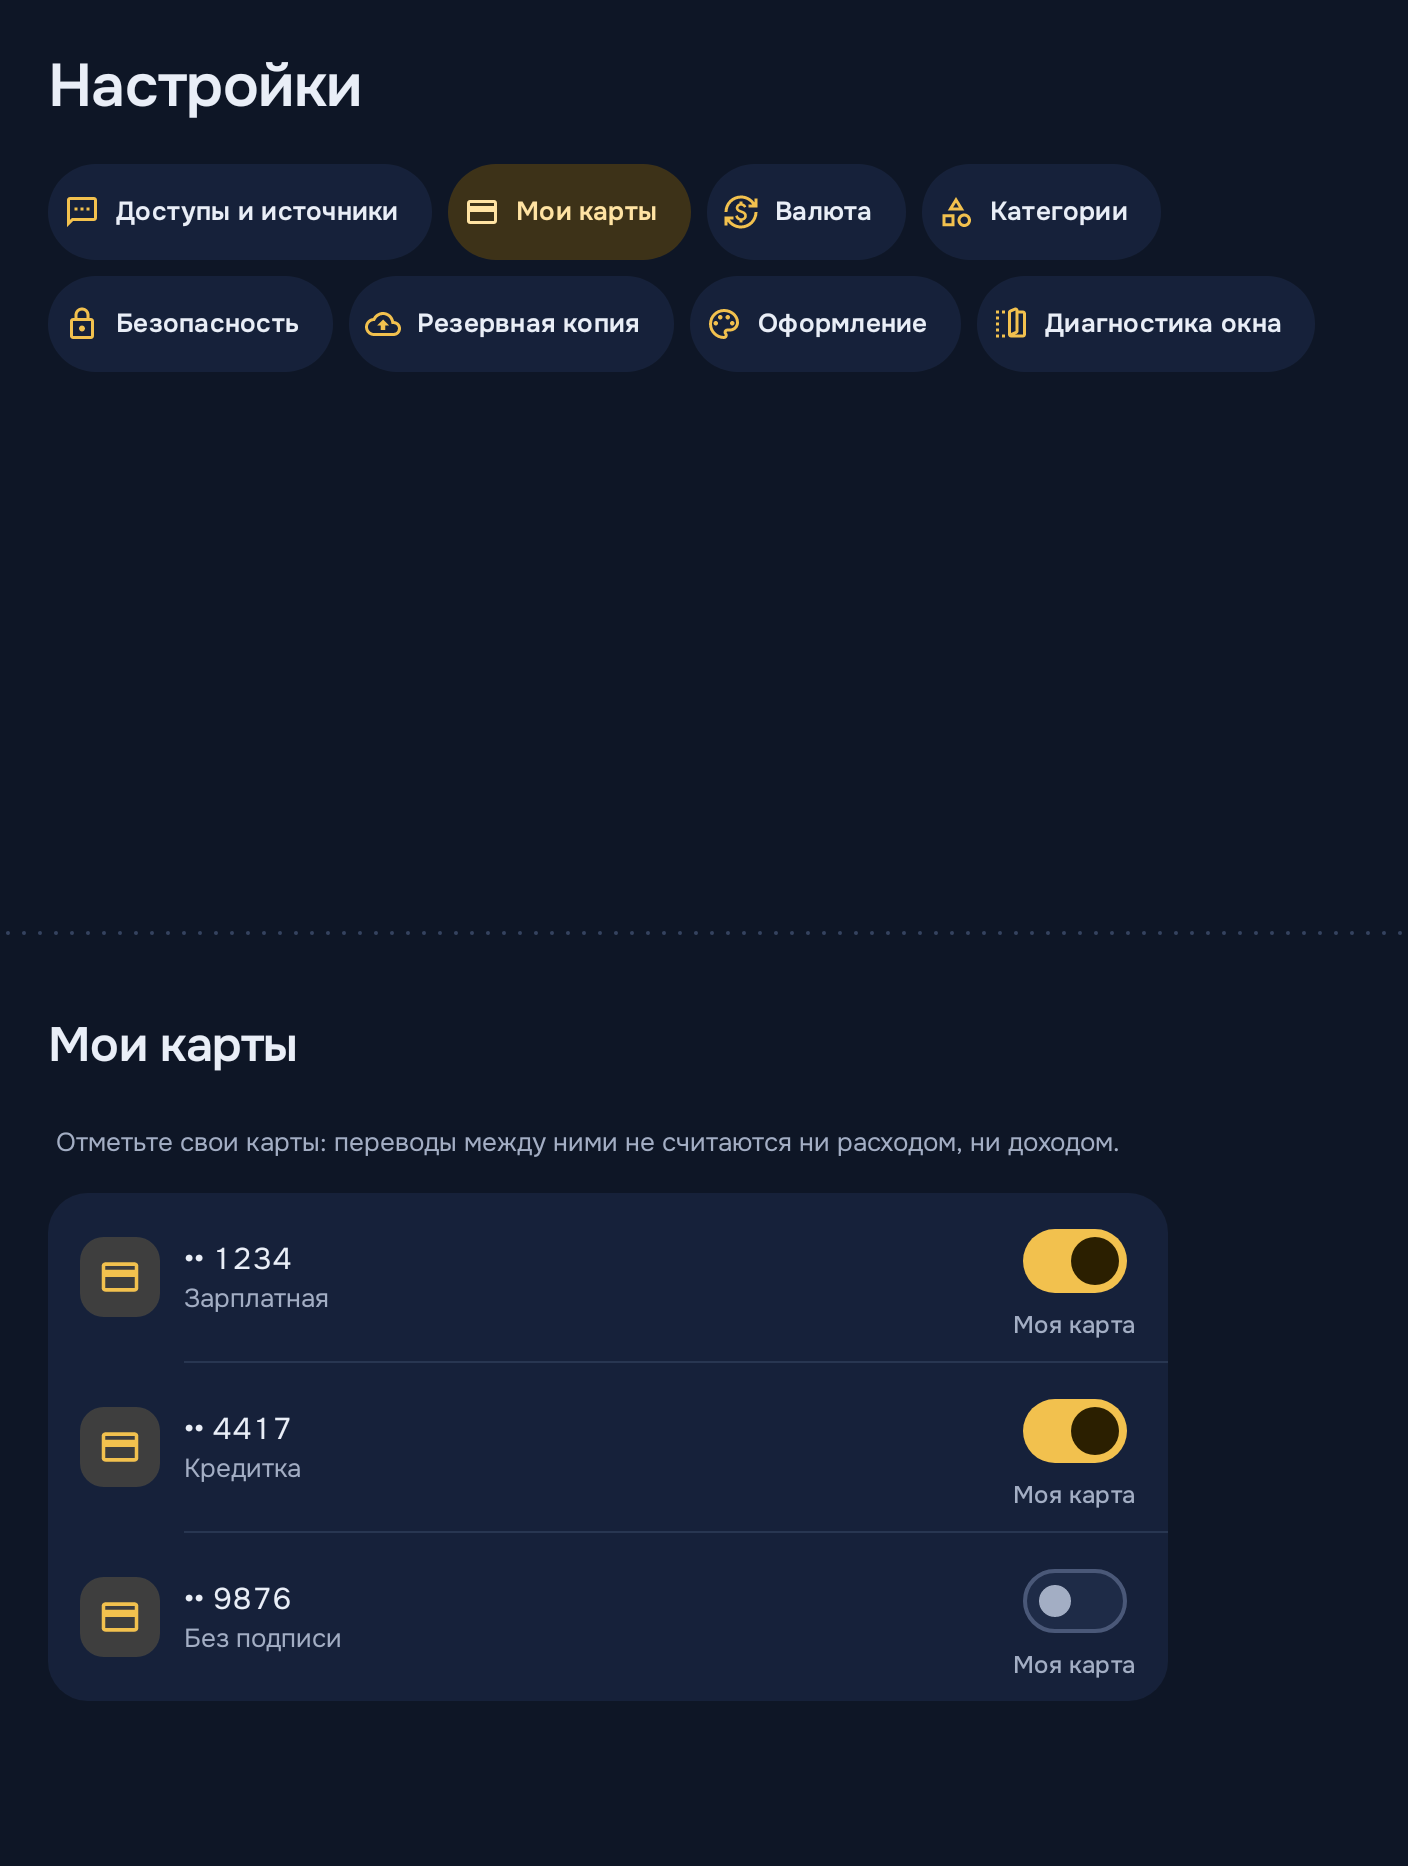 Настройки
Доступы и источники
Мои карты
Валюта
Категории
Безопасность
Резервная копия
Оформление
Диагностика окна
Мои карты
Отметьте свои карты: переводы между ними не считаются ни расходом, ни доходом.
•• 1234
Зарплатная
Моя карта
•• 4417
Кредитка
Моя карта
•• 9876
Без подписи
Моя карта